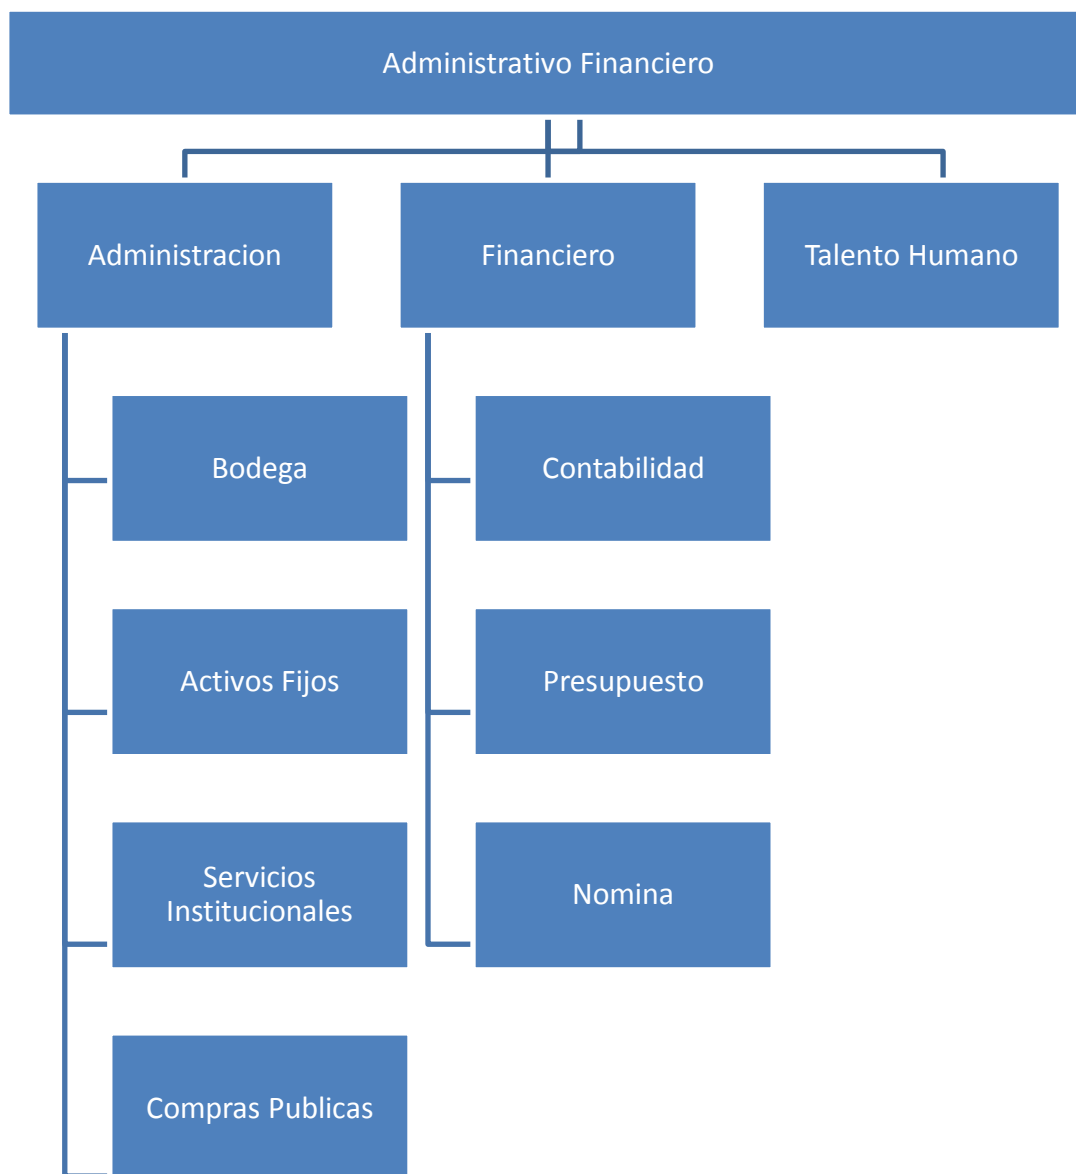 Administrativo Financiero
Administracion
Financiero
Talento Humano
Bodega
Contabilidad
Activos Fijos
Presupuesto
Servicios
Institucionales
Nomina
Compras Publicas